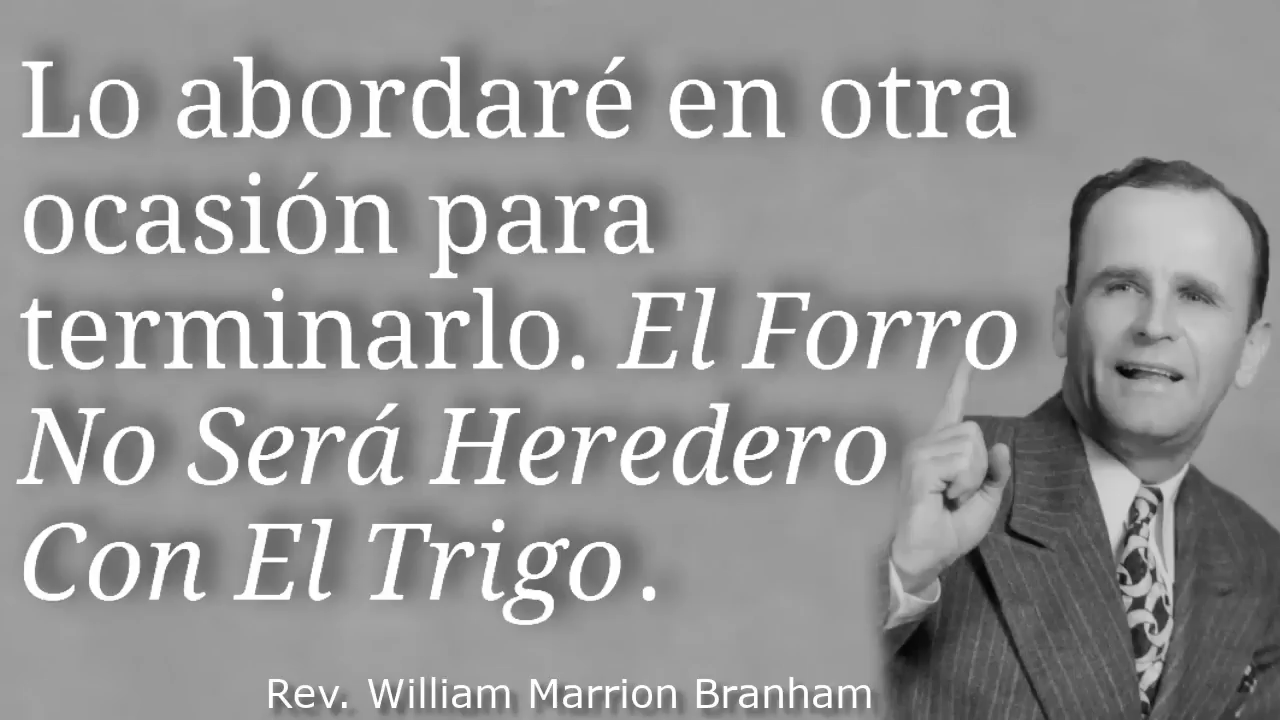 Lo abordaré en otra
ocasión para
terminarlo. El Forro
No Será Heredero
Con El Trigo.
Rev. William Marrion Branham